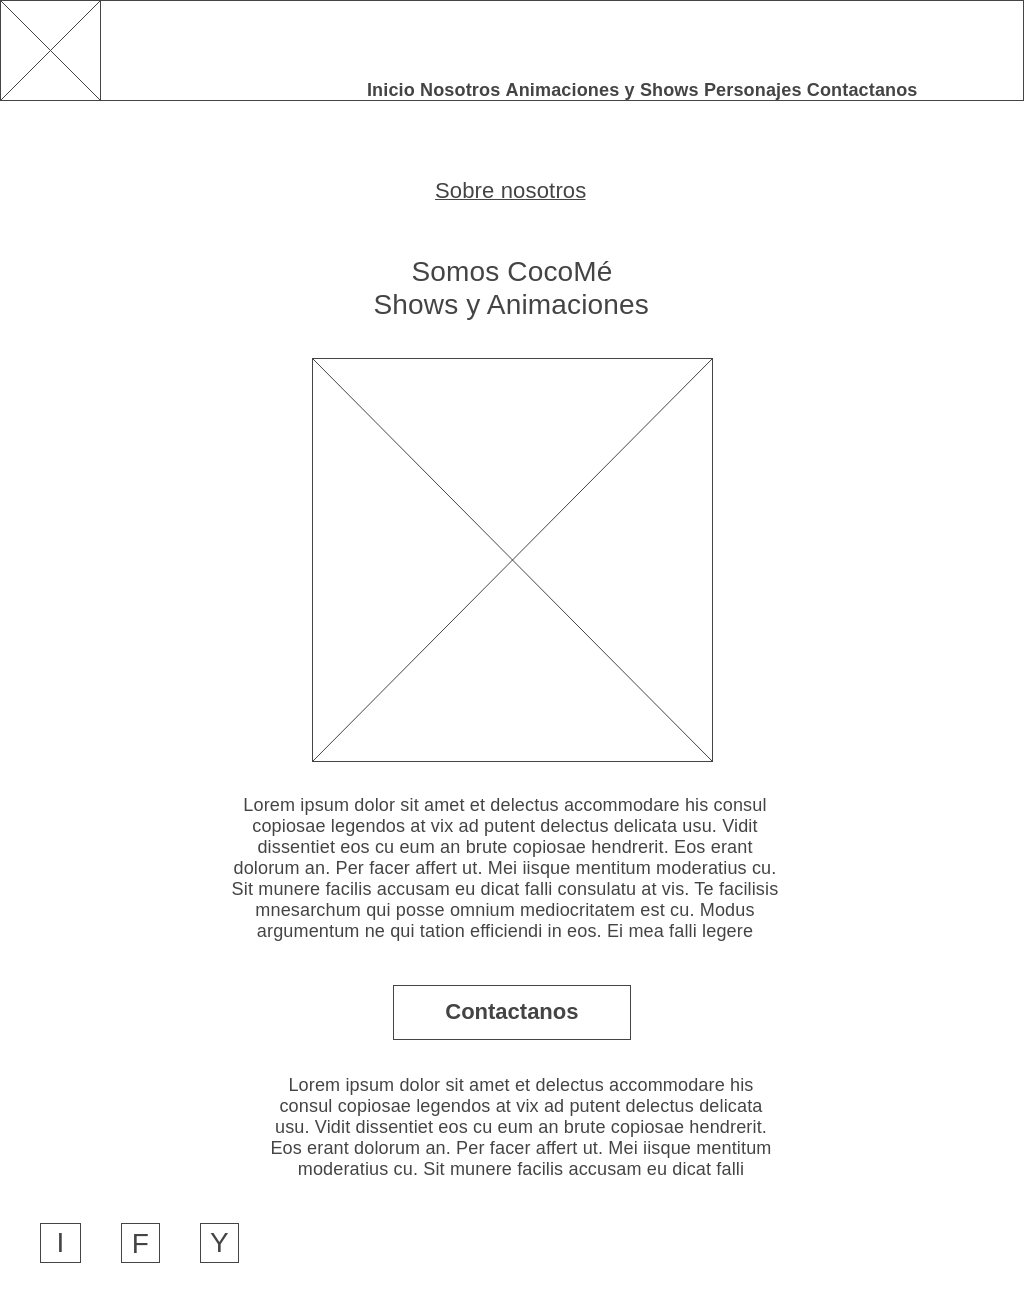 Inicio Nosotros Animaciones y Shows Personajes Contactanos
Sobre nosotros
Somos CocoMé
Shows y Animaciones
Lorem ipsum dolor sit amet et delectus accommodare his consul
copiosae legendos at vix ad putent delectus delicata usu. Vidit
dissentiet eos cu eum an brute copiosae hendrerit. Eos erant
dolorum an. Per facer affert ut. Mei iisque mentitum moderatius cu.
Sit munere facilis accusam eu dicat falli consulatu at vis. Te facilisis
mnesarchum qui posse omnium mediocritatem est cu. Modus
argumentum ne qui tation efficiendi in eos. Ei mea falli legere
Contactanos
Lorem ipsum dolor sit amet et delectus accommodare his
consul copiosae legendos at vix ad putent delectus delicata
usu. Vidit dissentiet eos cu eum an brute copiosae hendrerit.
Eos erant dolorum an. Per facer affert ut. Mei iisque mentitum
moderatius cu. Sit munere facilis accusam eu dicat falli
I F Y